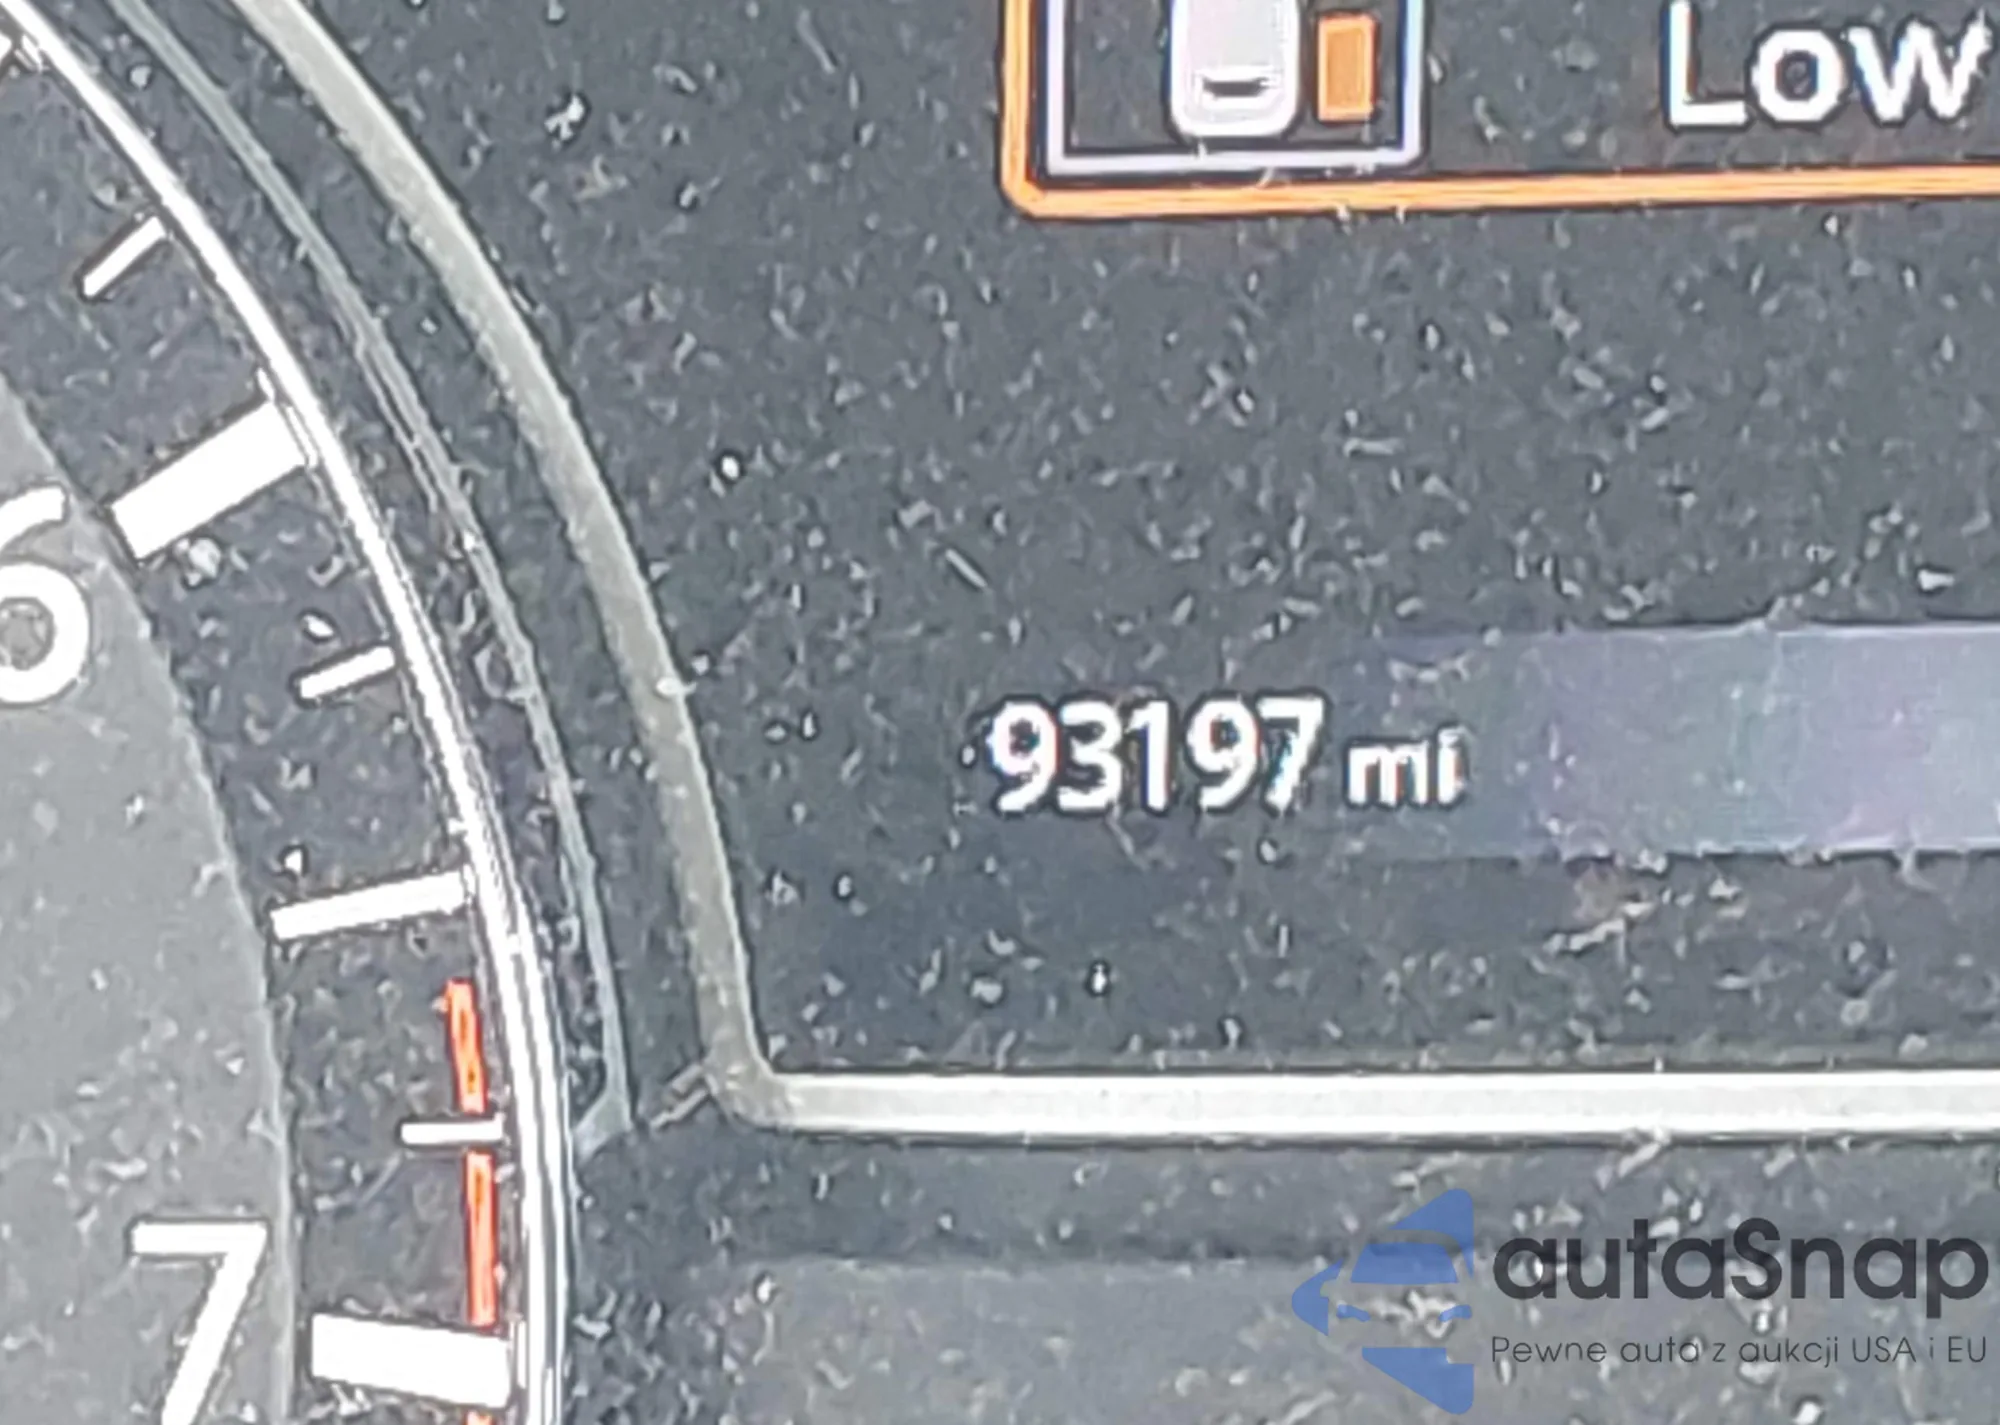 Low
6
93197 mi
7
autaSnap
Pewne auta z aukcji USA i EU